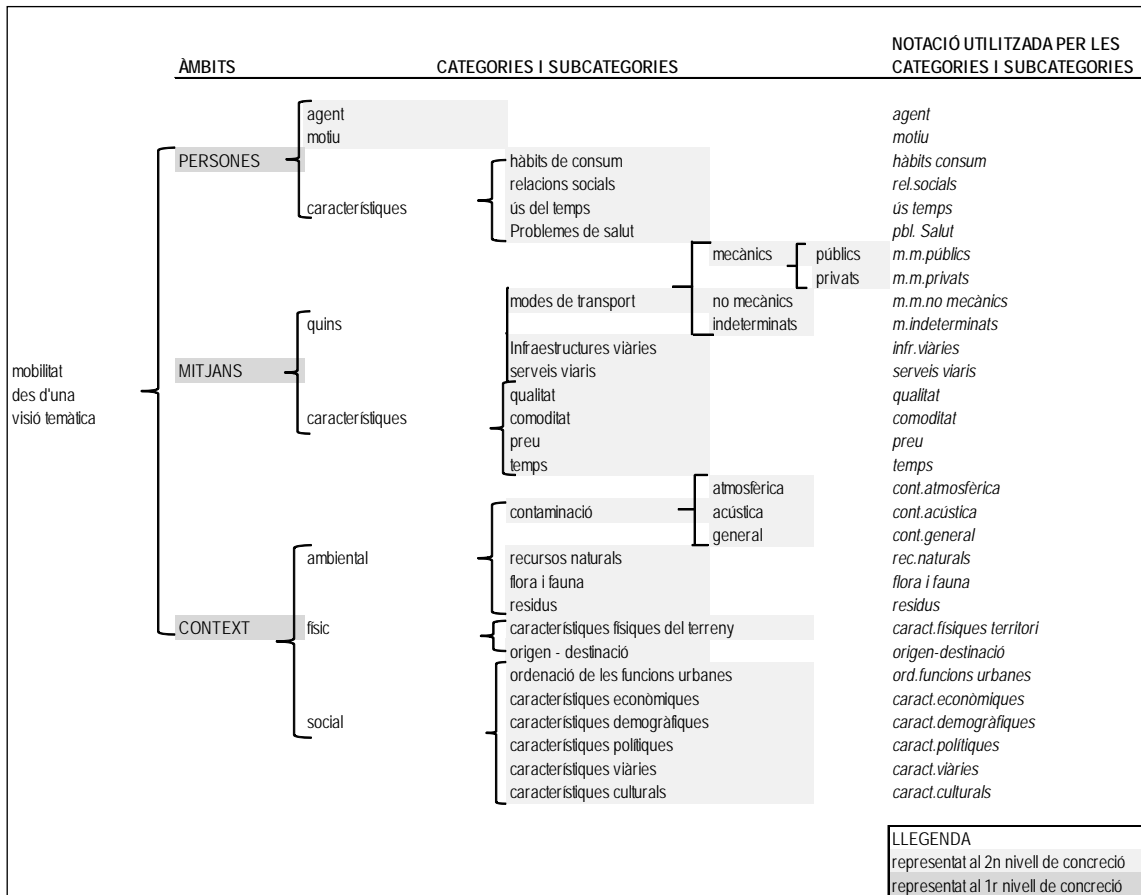 NOTACIÓ UTILITZADA PER LES
ÀMBITS CATEGORIES I SUBCATEGORIES CATEGORIES I SUBCATEGORIES
agent agent
motiu motiu
PERSONES hàbits de consum hàbits consum
relacions socials rel.socials
característiques ús del temps ús temps
Problemes de salut pbl. Salut
mecànics públics m.m.públics
privats m.m.privats
modes de transport no mecànics m.m.no mecànics
quins indeterminats m.indeterminats
Infraestructures viàries infr.viàries
mobilitat MITJANS serveis viaris serveis viaris
des d'una qualitat qualitat
visió temàtica característiques comoditat comoditat
preu preu
temps temps
atmosfèrica cont.atmosfèrica
contaminació acústica cont.acústica
general cont.general
ambiental recursos naturals rec.naturals
flora i fauna flora i fauna
residus residus
CONTEXT físic característiques físiques del terreny caract.físiques territori
origen - destinació origen-destinació
ordenació de les funcions urbanes ord.funcions urbanes
característiques econòmiques caract.econòmiques
social característiques demogràfiques caract.demogràfiques
característiques polítiques caract.polítiques
característiques viàries caract.viàries
característiques culturals caract.culturals
LLEGENDA
representat al 2n nivell de concreció
representat al 1r nivell de concreció